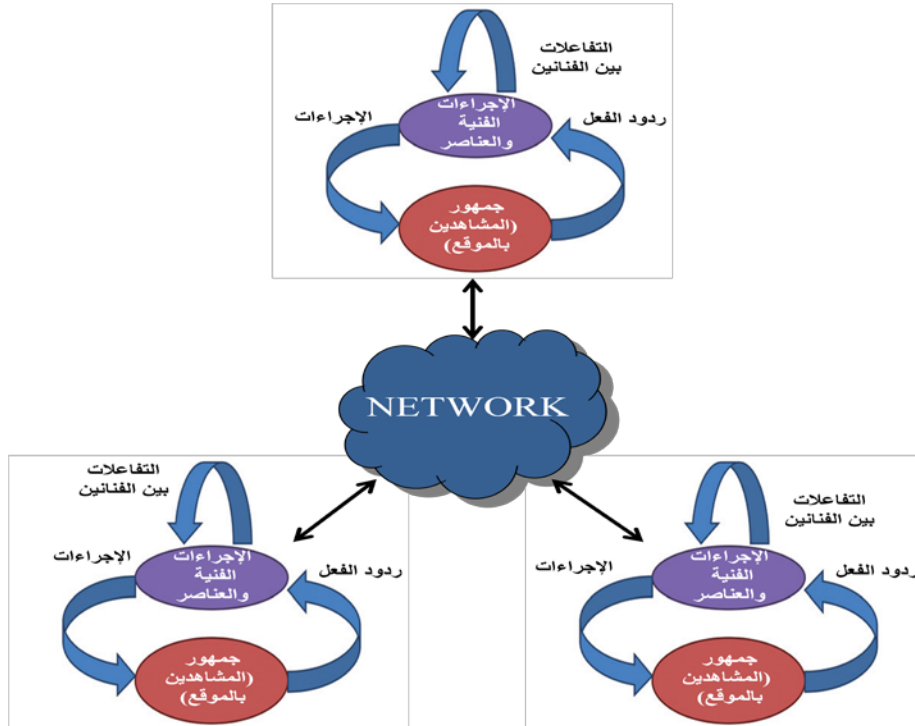 التفاعلات
بين الفنانين
الإجراءات
الفنية
والعناصر
الإجراءات
ردود الفعل
جمهور
(المشاهدين
بالموقع)
NETWORK
التفاعلات
بين الفنانين
الإجراءات
الفنية
والعناصر
الإجراءات
ردود الفعل
جمهور
(المشاهدين
بالموقع)
التفاعلات
بين الفنانين
الإجراءات
الفنية
والعناصر
الإجراءات
ردود الفعل
جمهور
(المشاهدين
بالموقع)